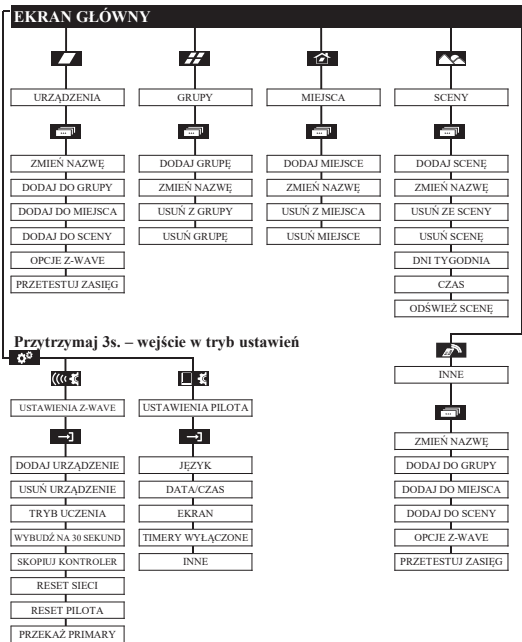 EKRAN GŁÓWNY
URZĄDZENIA
ZMIEŃ NAZWĘ
DODAJ DO GRUPY
DODAJ DO MIEJSCA
DODAJ DO SCENY
OPCJE Z-WAVE
PRZETESTUJ ZASIĘG
GRUPY
DODAJ GRUPĘ
ZMIEŃ NAZWĘ
USUŃ Z GRUPY
USUŃ GRUPĘ
MIEJSCA
DODAJ MIEJSCE
ZMIEŃ NAZWĘ
USUŃ Z MIEJSCA
USUŃ MIEJSCE
SCENY
DODAJ SCENĘ
ZMIEŃ NAZWĘ
USUŃ ZE SCENY
USUŃ SCENĘ
DNI TYGODNIA
CZAS
ODŚWIEŻ SCENĘ
INNE
ZMIEŃ NAZWĘ
DODAJ DO GRUPY
DODAJ DO MIEJSCA
DODAJ DO SCENY
OPCJE Z-WAVE
PRZETESTUJ ZASIĘG
Przytrzymaj 3s. – wejście w tryb ustawień
USTAWIENIA Z-WAVE
DODAJ URZĄDZENIE
USUŃ URZĄDZENIE
TRYB UCZENIA
WYBUDŹ NA 30 SEKUND
SKOPIUJ KONTROLER
RESET SIECI
RESET PILOTA
PRZEKAŻ PRIMARY
USTAWIENIA PILOTA
JĘZYK
DATA/CZAS
EKRAN
TIMERY WYŁĄCZONE
INNE